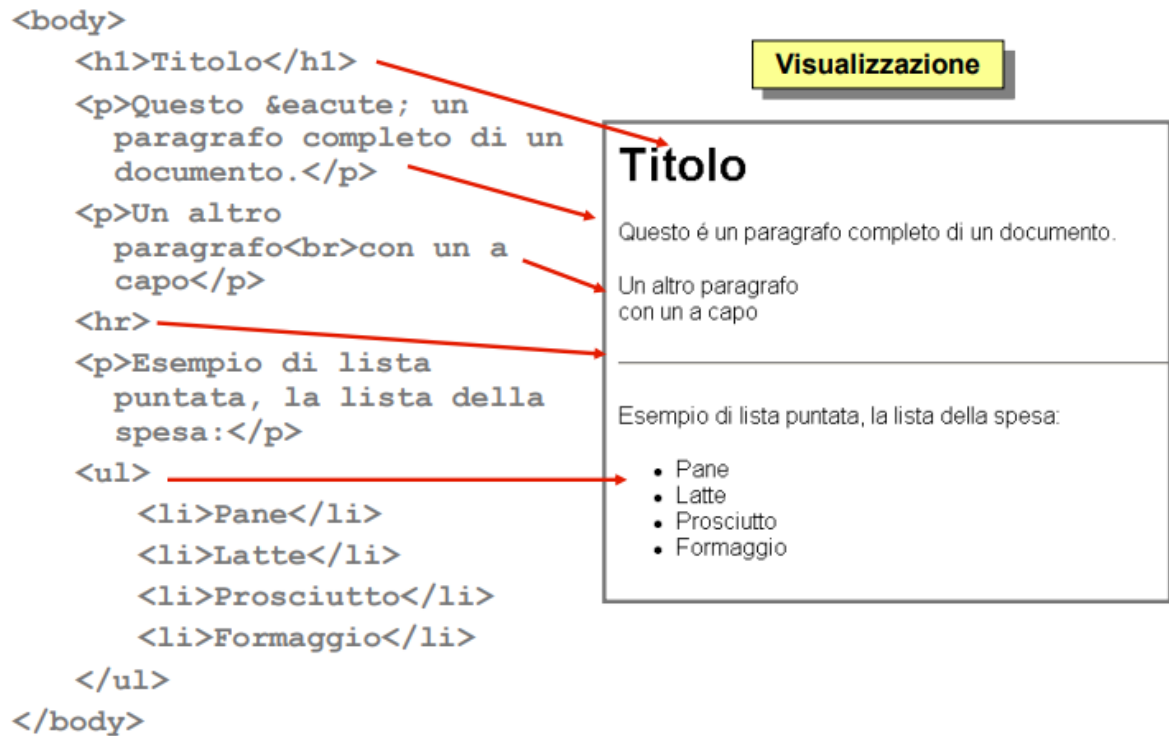 <body>
<h1>Titolo</h1>
<p>Questo &eacute; un
paragrafo completo di un
documento.</p>
<p>Un altro
paragrafo<br>con un a
capo</p>
<hr>
<p>Esempio di lista
puntata, la lista della
spesa:</p>
<ul>
<li>Pane</li>
<li>Latte</li>
<li>Prosciutto</li>
<li>Formaggio</li>
</ul>
</body>
Visualizzazione
Titolo
Questo é un paragrafo completo di un documento.
Un altro paragrafo
con un a capo
Esempio di lista puntata, la lista della spesa:
• Pane
• Latte
• Prosciutto
• Formaggio